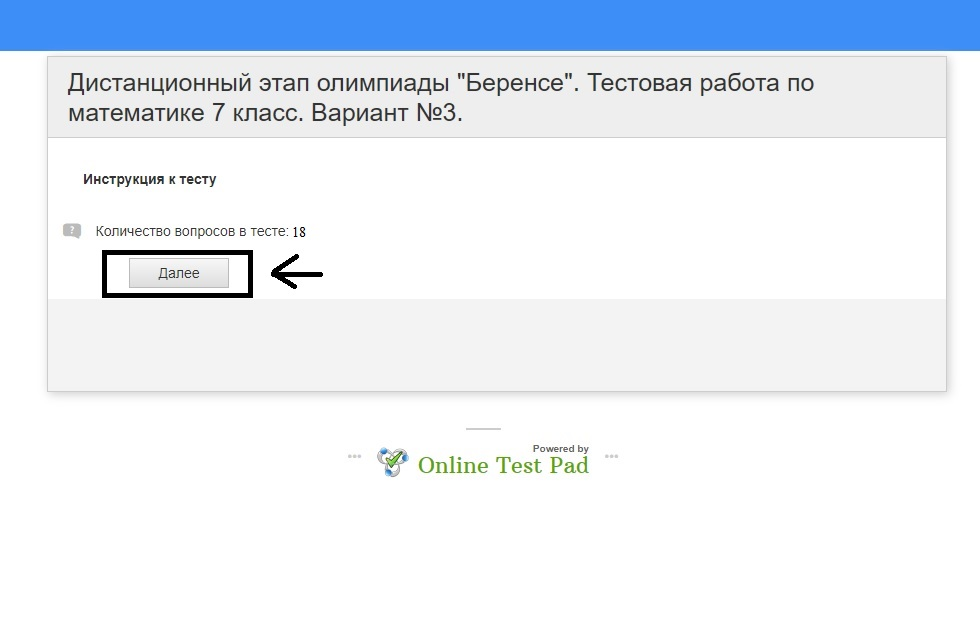 Дистанционный этап олимпиады "Беренсе". Тестовая работа по
математике 7 класс. Вариант №3.
Инструкция к тесту
Количество вопросов в тесте: 18
Далее
Powered by
Online Test Pad